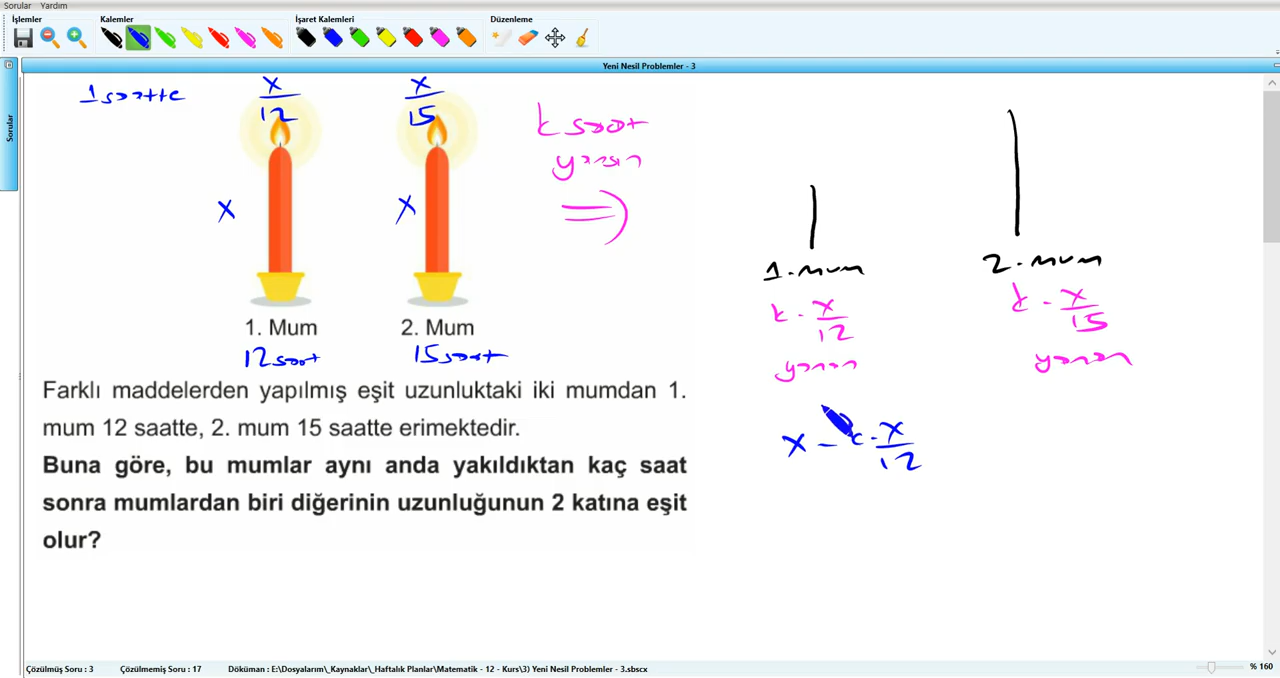 Sorular Yardım
İşlemler Kalemler İşaret Kalemleri Düzenleme
Yeni Nesil Problemler - 3
Sorular
1 saatte
x/12
x/15
k saat
yansın
x
x
⇒
1. mum
2. mum
k · x/12
k · x/15
yanan
yanan
1. Mum
2. Mum
12 saat
15 saat
x - k · x/12
Farklı maddelerden yapılmış eşit uzunluktaki iki mumdan 1.
mum 12 saatte, 2. mum 15 saatte erimektedir.
Buna göre, bu mumlar aynı anda yakıldıktan kaç saat
sonra mumlardan biri diğerinin uzunluğunun 2 katına eşit
olur?
Çözülmüş Soru : 3 Çözülmemiş Soru : 17 Döküman : E:\Dosyalarım\_Kaynaklar\_Haftalık Planlar\Matematik - 12 - Kurs\3) Yeni Nesil Problemler - 3.sbscx % 160